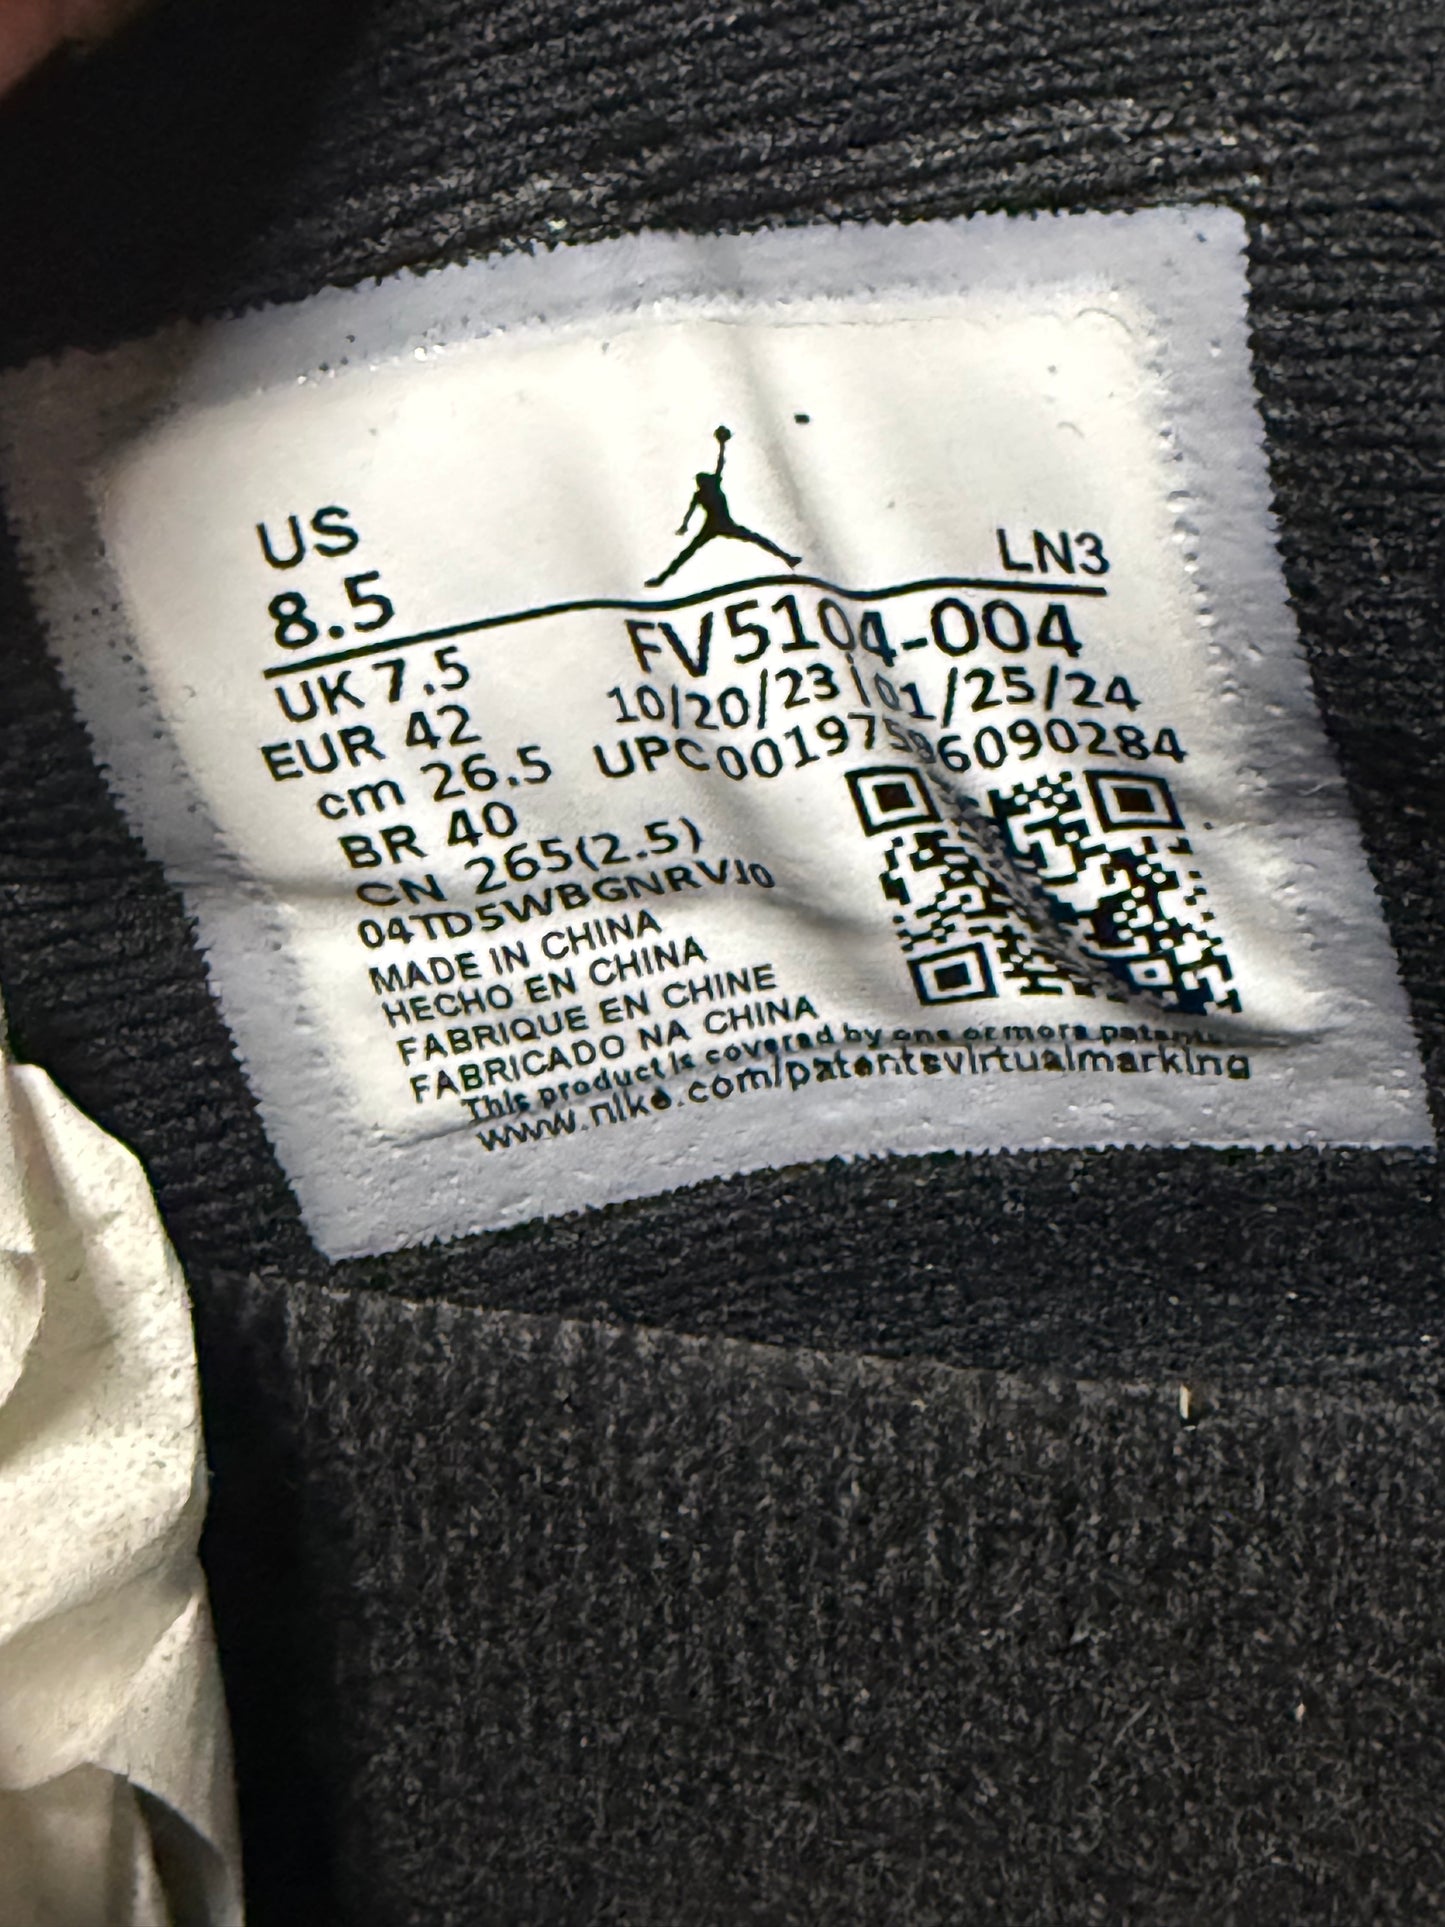 US
8.5
LN3
UK 7.5
FV5104-004
EUR 42
10/20/23 01/25/24
cm 26.5
BR 40
CN 265(2.5)
04TD5WBGNRVJ0
MADE IN CHINA
HECHO EN CHINA
FABRIQUE EN CHINE
FABRICADO NA CHINA
This product is covered by one or more patents
www.nike.com/patentsvirtualmarking